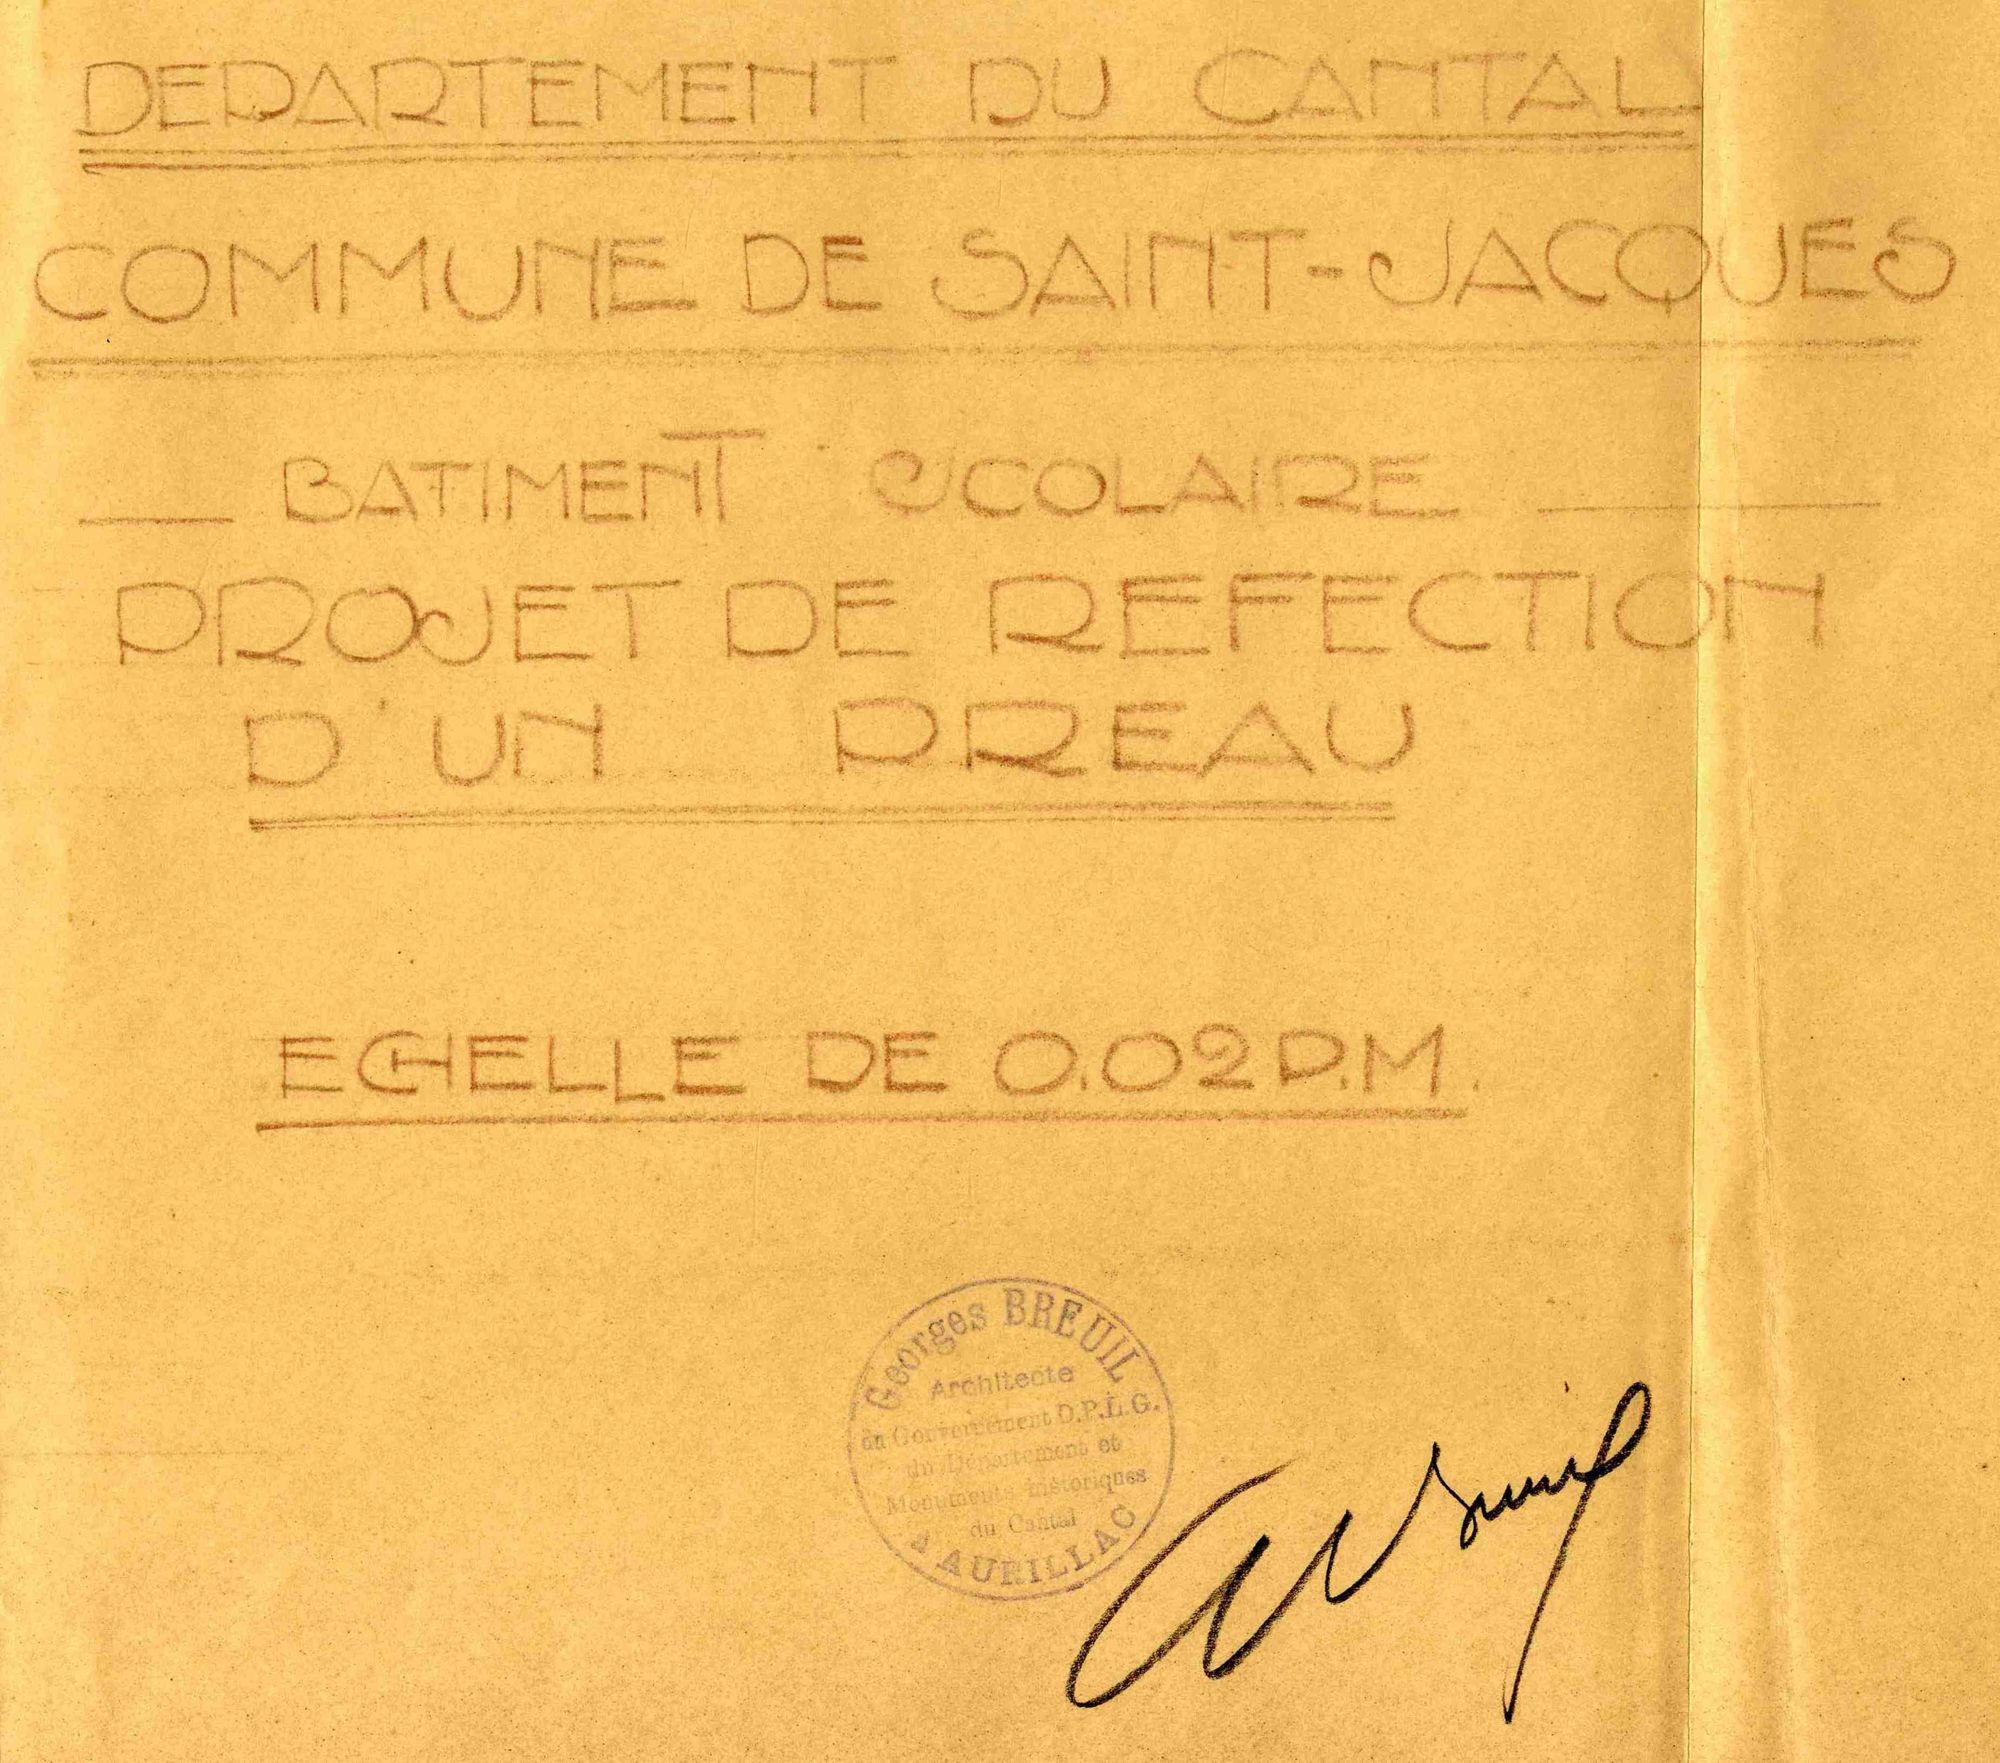 DEPARTEMENT DU CANTAL
COMMUNE DE SAINT-JACQUES
BATIMENT SCOLAIRE
PROJET DE REFECTION
D'UN PREAU
ECHELLE DE 0.02 P.M.
Georges BREUIL
Architecte
du Gouvernement D.P.L.G.
du Département et
Monuments historiques
du Cantal
à AURILLAC